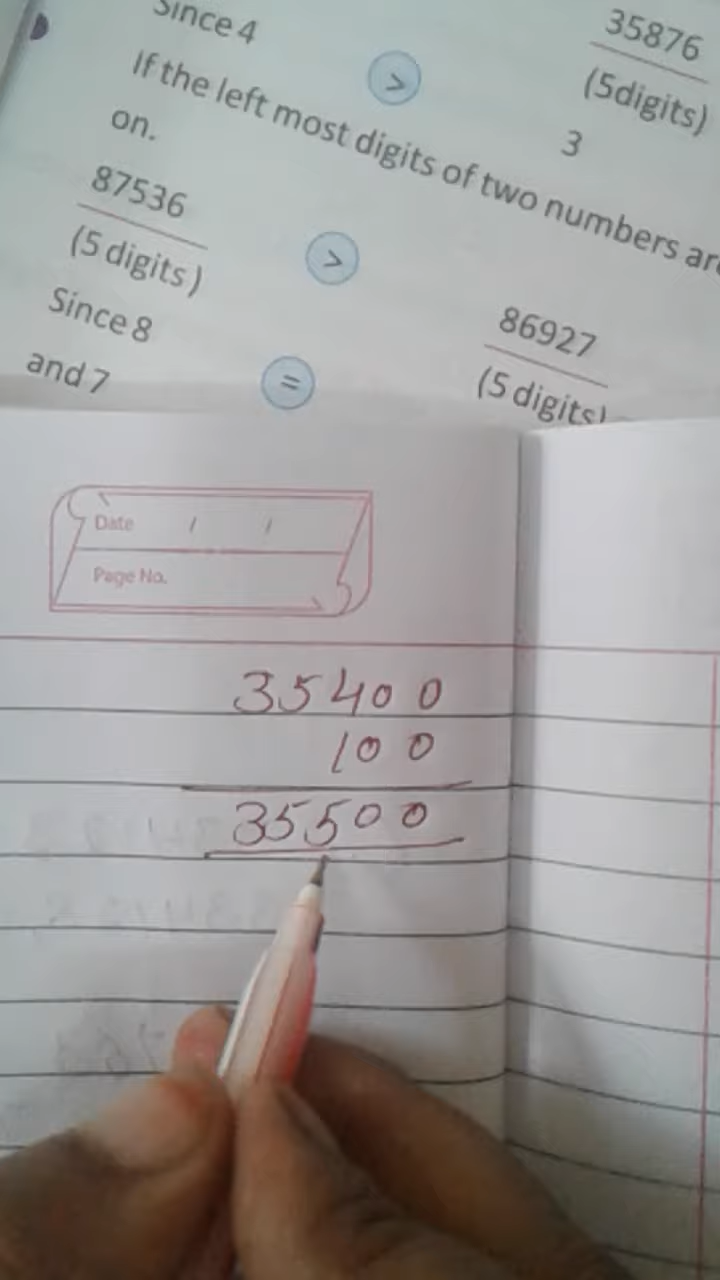 Since 4 > 35876
(5digits)
3
If the left most digits of two numbers are
on.
87536 > 86927
(5 digits) (5 digits)
Since 8
and 7 =
Date / /
Page No.
35400
100
35500